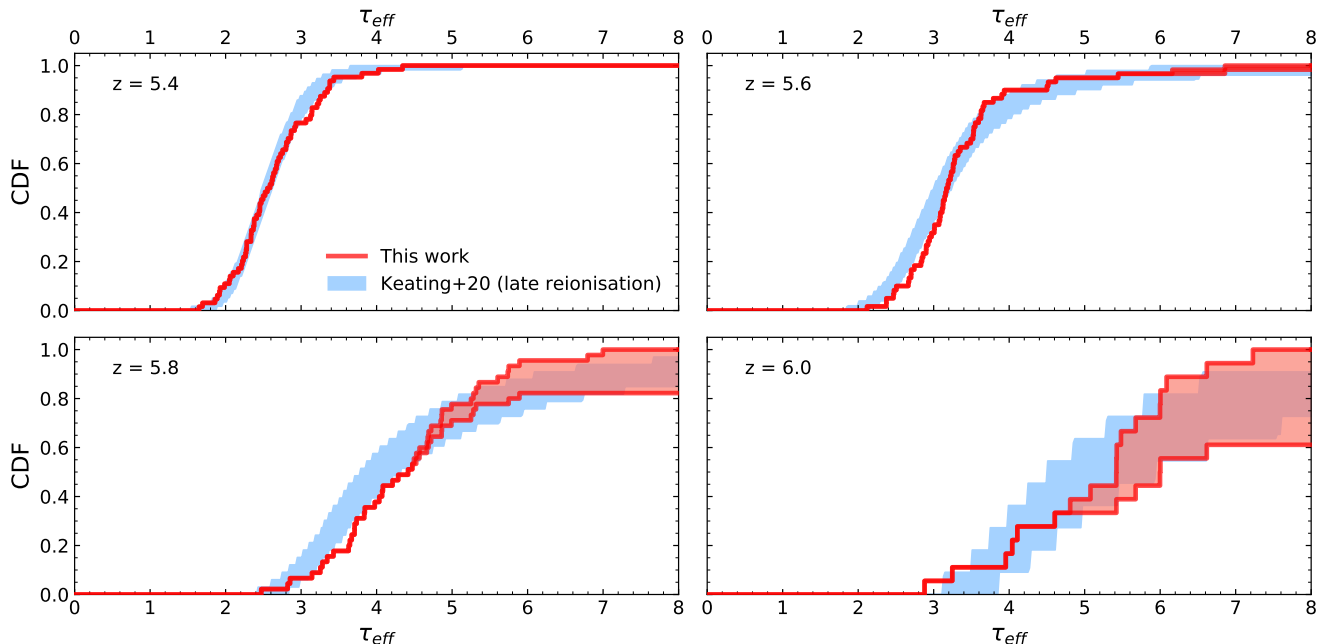 τeff τeff
0 1 2 3 4 5 6 7 8 0 1 2 3 4 5 6 7 8
1.0
0.8
0.6
0.4
0.2
0.0
CDF
z = 5.4
This work
Keating+20 (late reionisation)
z = 5.6
1.0
0.8
0.6
0.4
0.2
0.0
CDF
z = 5.8
z = 6.0
0 1 2 3 4 5 6 7 8 0 1 2 3 4 5 6 7 8
τeff τeff